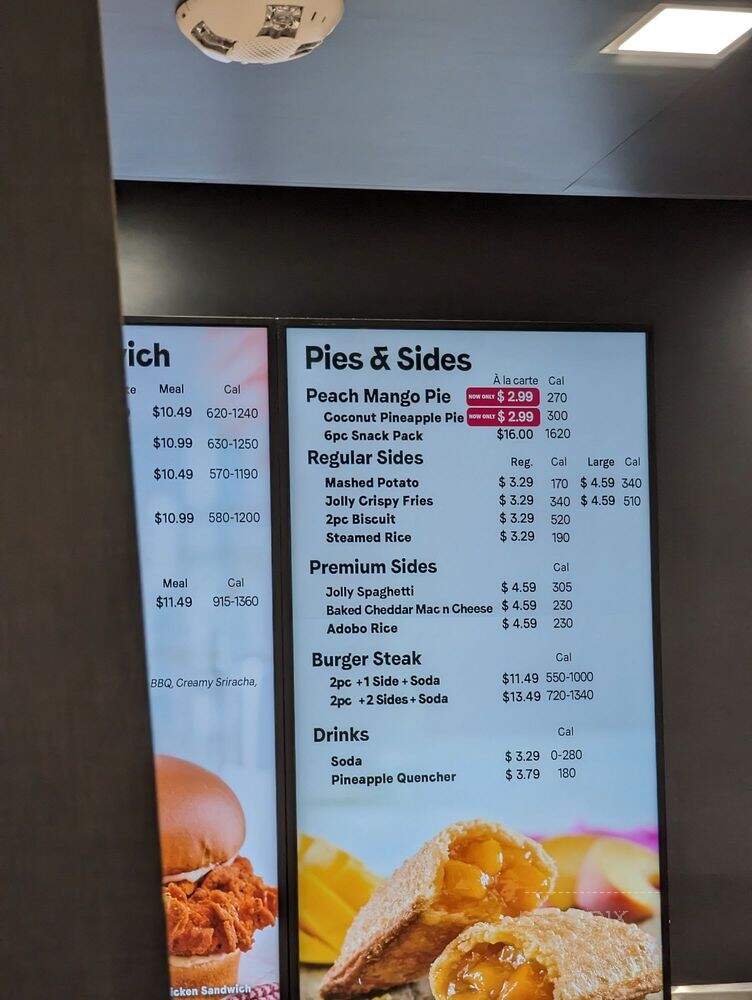 ich
te Meal Cal
$10.49 620-1240
$10.99 630-1250
$10.49 570-1190
$10.99 580-1200
Meal Cal
$11.49 915-1360
BBQ, Creamy Sriracha,
icken Sandwich
Pies & Sides
À la carte Cal
Peach Mango Pie NOW ONLY $ 2.99 270
Coconut Pineapple Pie NOW ONLY $ 2.99 300
6pc Snack Pack $16.00 1620
Regular Sides Reg. Cal Large Cal
Mashed Potato $ 3.29 170 $ 4.59 340
Jolly Crispy Fries $ 3.29 340 $ 4.59 510
2pc Biscuit $ 3.29 520
Steamed Rice $ 3.29 190
Premium Sides Cal
Jolly Spaghetti $ 4.59 305
Baked Cheddar Mac n Cheese $ 4.59 230
Adobo Rice $ 4.59 230
Burger Steak Cal
2pc +1 Side + Soda $11.49 550-1000
2pc +2 Sides + Soda $13.49 720-1340
Drinks Cal
Soda $ 3.29 0-280
Pineapple Quencher $ 3.79 180